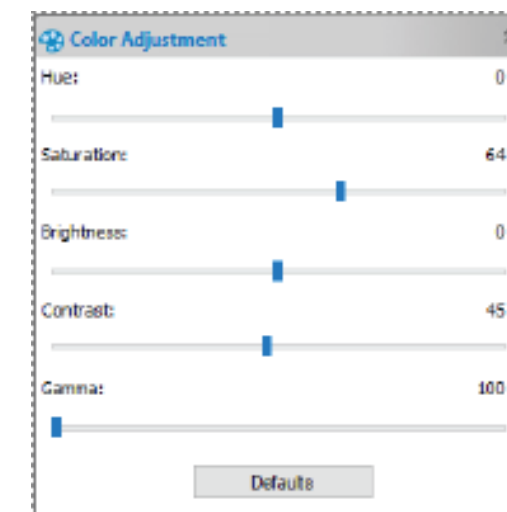 Color Adjustment
Hue: 0
Saturation: 64
Brightness: 0
Contrast: 45
Gamma: 100
Defaults